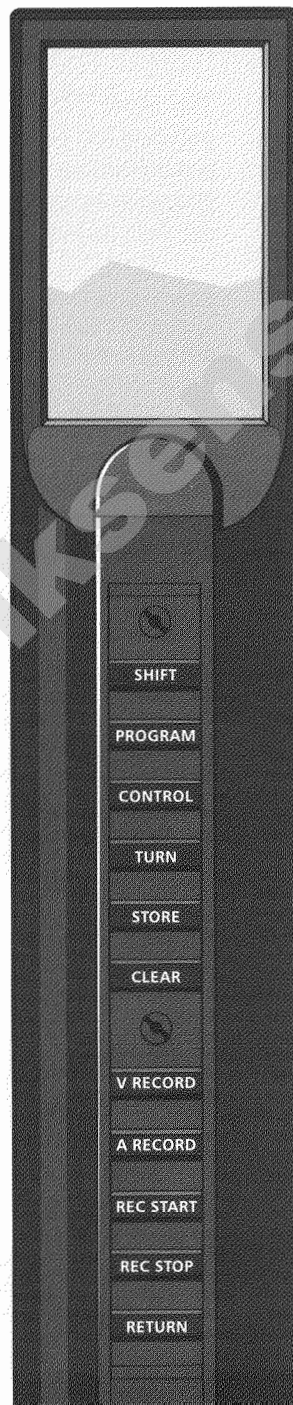 SHIFT
PROGRAM
CONTROL
TURN
STORE
CLEAR
V RECORD
A RECORD
REC START
REC STOP
RETURN